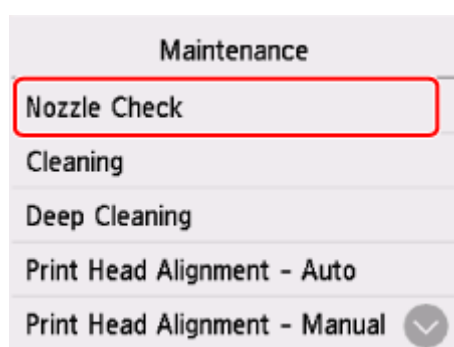 Maintenance
Nozzle Check
Cleaning
Deep Cleaning
Print Head Alignment - Auto
Print Head Alignment - Manual